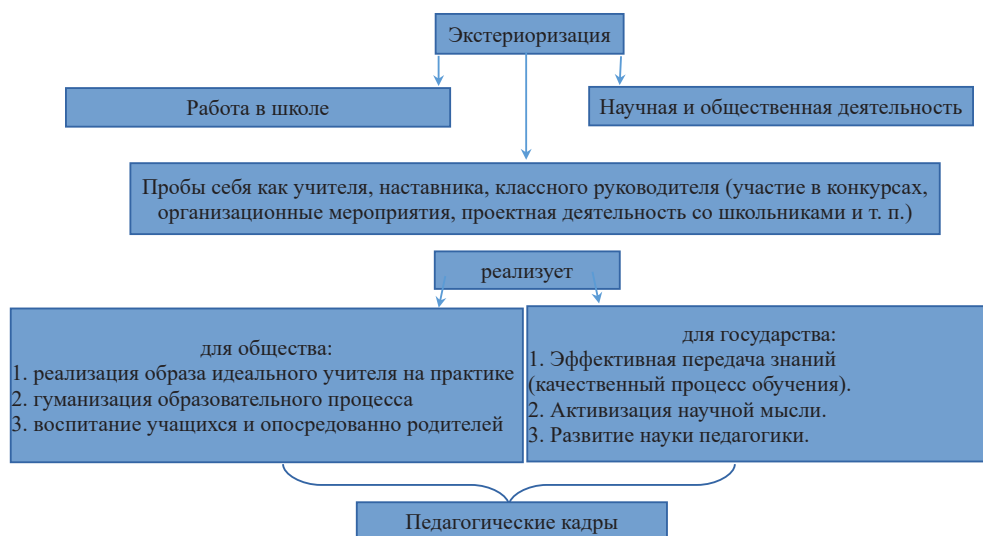 Экстериоризация
Работа в школе
Научная и общественная деятельность
Пробы себя как учителя, наставника, классного руководителя (участие в конкурсах,
организационные мероприятия, проектная деятельность со школьниками и т. п.)
реализует
для общества:
1. реализация образа идеального учителя на практике
2. гуманизация образовательного процесса
3. воспитание учащихся и опосредованно родителей
для государства:
1. Эффективная передача знаний
(качественный процесс обучения).
2. Активизация научной мысли.
3. Развитие науки педагогики.
Педагогические кадры